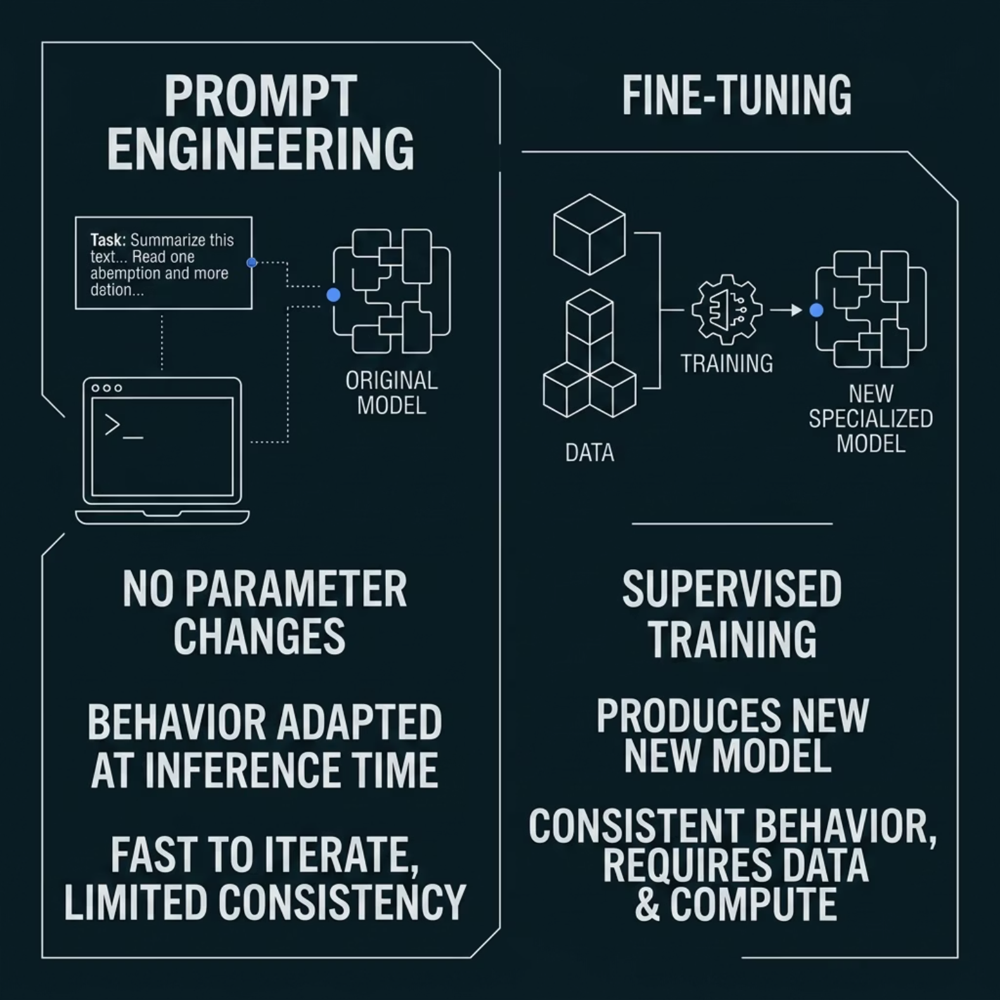 PROMPT
ENGINEERING
Task: Summarize this
text... Read one
abemption and more
dation...
>_
ORIGINAL
MODEL
NO PARAMETER
CHANGES
BEHAVIOR ADAPTED
AT INFERENCE TIME
FAST TO ITERATE,
LIMITED CONSISTENCY
FINE-TUNING
DATA
TRAINING
NEW
SPECIALIZED
MODEL
SUPERVISED
TRAINING
PRODUCES NEW
NEW MODEL
CONSISTENT BEHAVIOR,
REQUIRES DATA
& COMPUTE